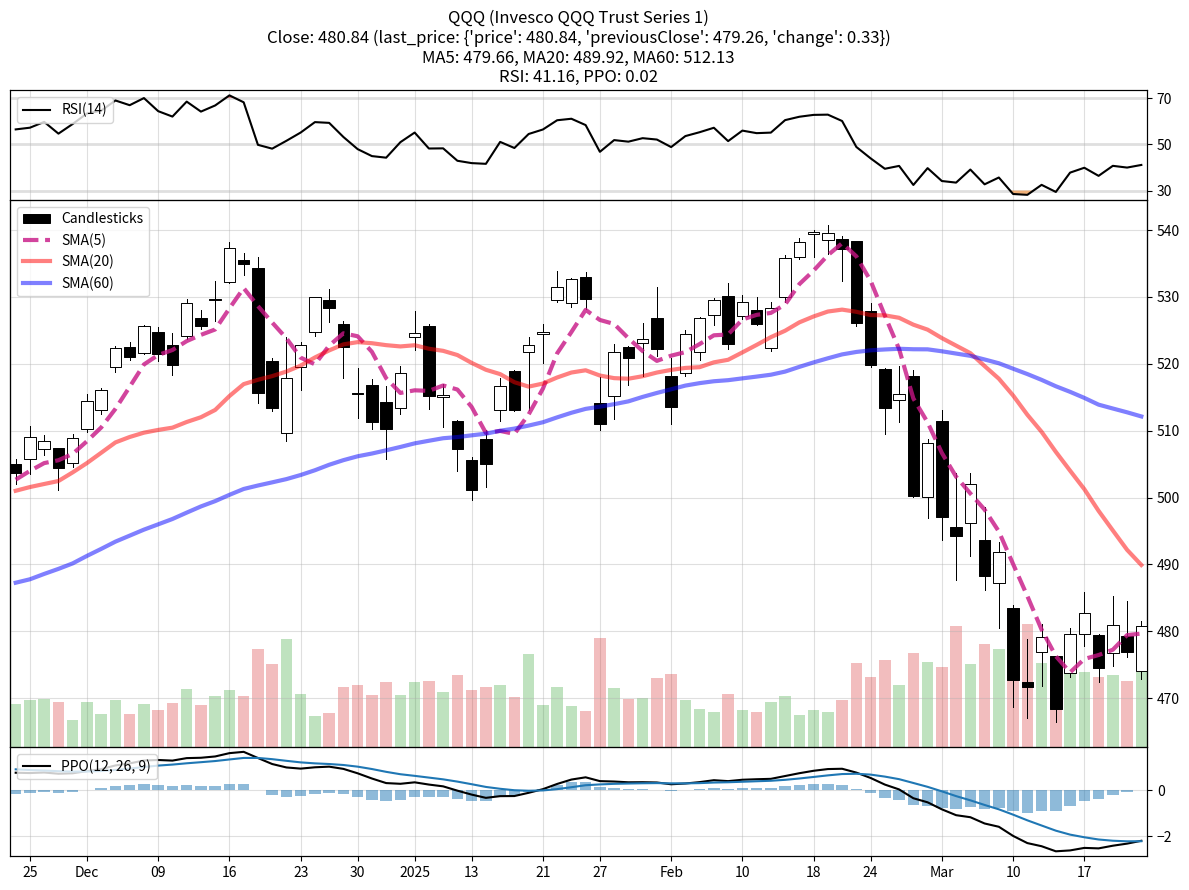 QQQ (Invesco QQQ Trust Series 1)
Close: 480.84 (last_price: {'price': 480.84, 'previousClose': 479.26, 'change': 0.33})
MA5: 479.66, MA20: 489.92, MA60: 512.13
RSI: 41.16, PPO: 0.02
RSI(14)
70
50
30
Candlesticks
SMA(5)
SMA(20)
SMA(60)
540
530
520
510
500
490
480
470
PPO(12, 26, 9)
0
−2
25 Dec 09 16 23 30 2025 13 21 27 Feb 10 18 24 Mar 10 17